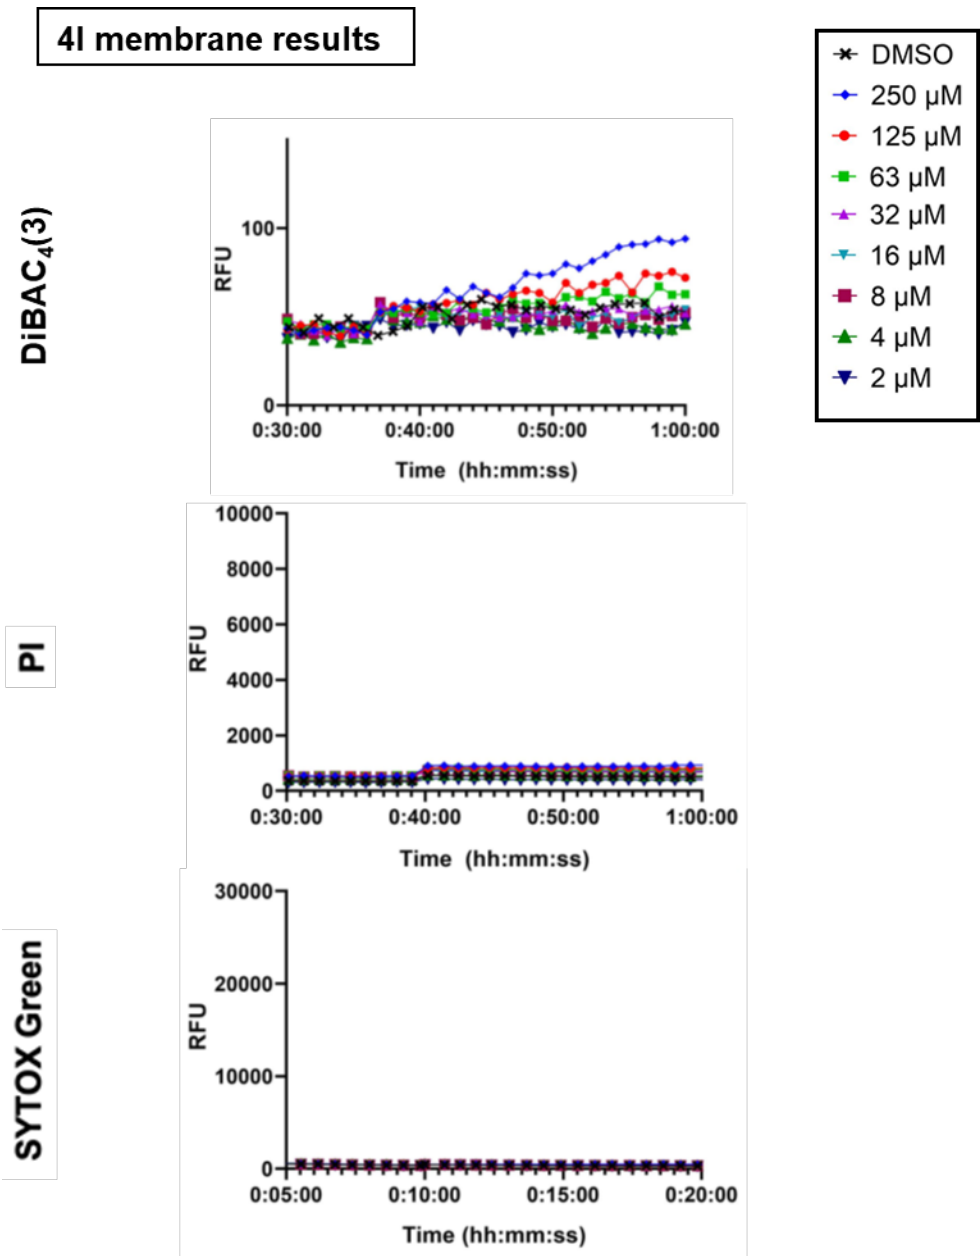 4I membrane results
DMSO
250 µM
125 µM
63 µM
32 µM
16 µM
8 µM
4 µM
2 µM
DiBAC4(3)
RFU
100
0
0:30:00 0:40:00 0:50:00 1:00:00
Time (hh:mm:ss)
PI
RFU
10000
8000
6000
4000
2000
0
0:30:00 0:40:00 0:50:00 1:00:00
Time (hh:mm:ss)
SYTOX Green
RFU
30000
20000
10000
0
0:05:00 0:10:00 0:15:00 0:20:00
Time (hh:mm:ss)